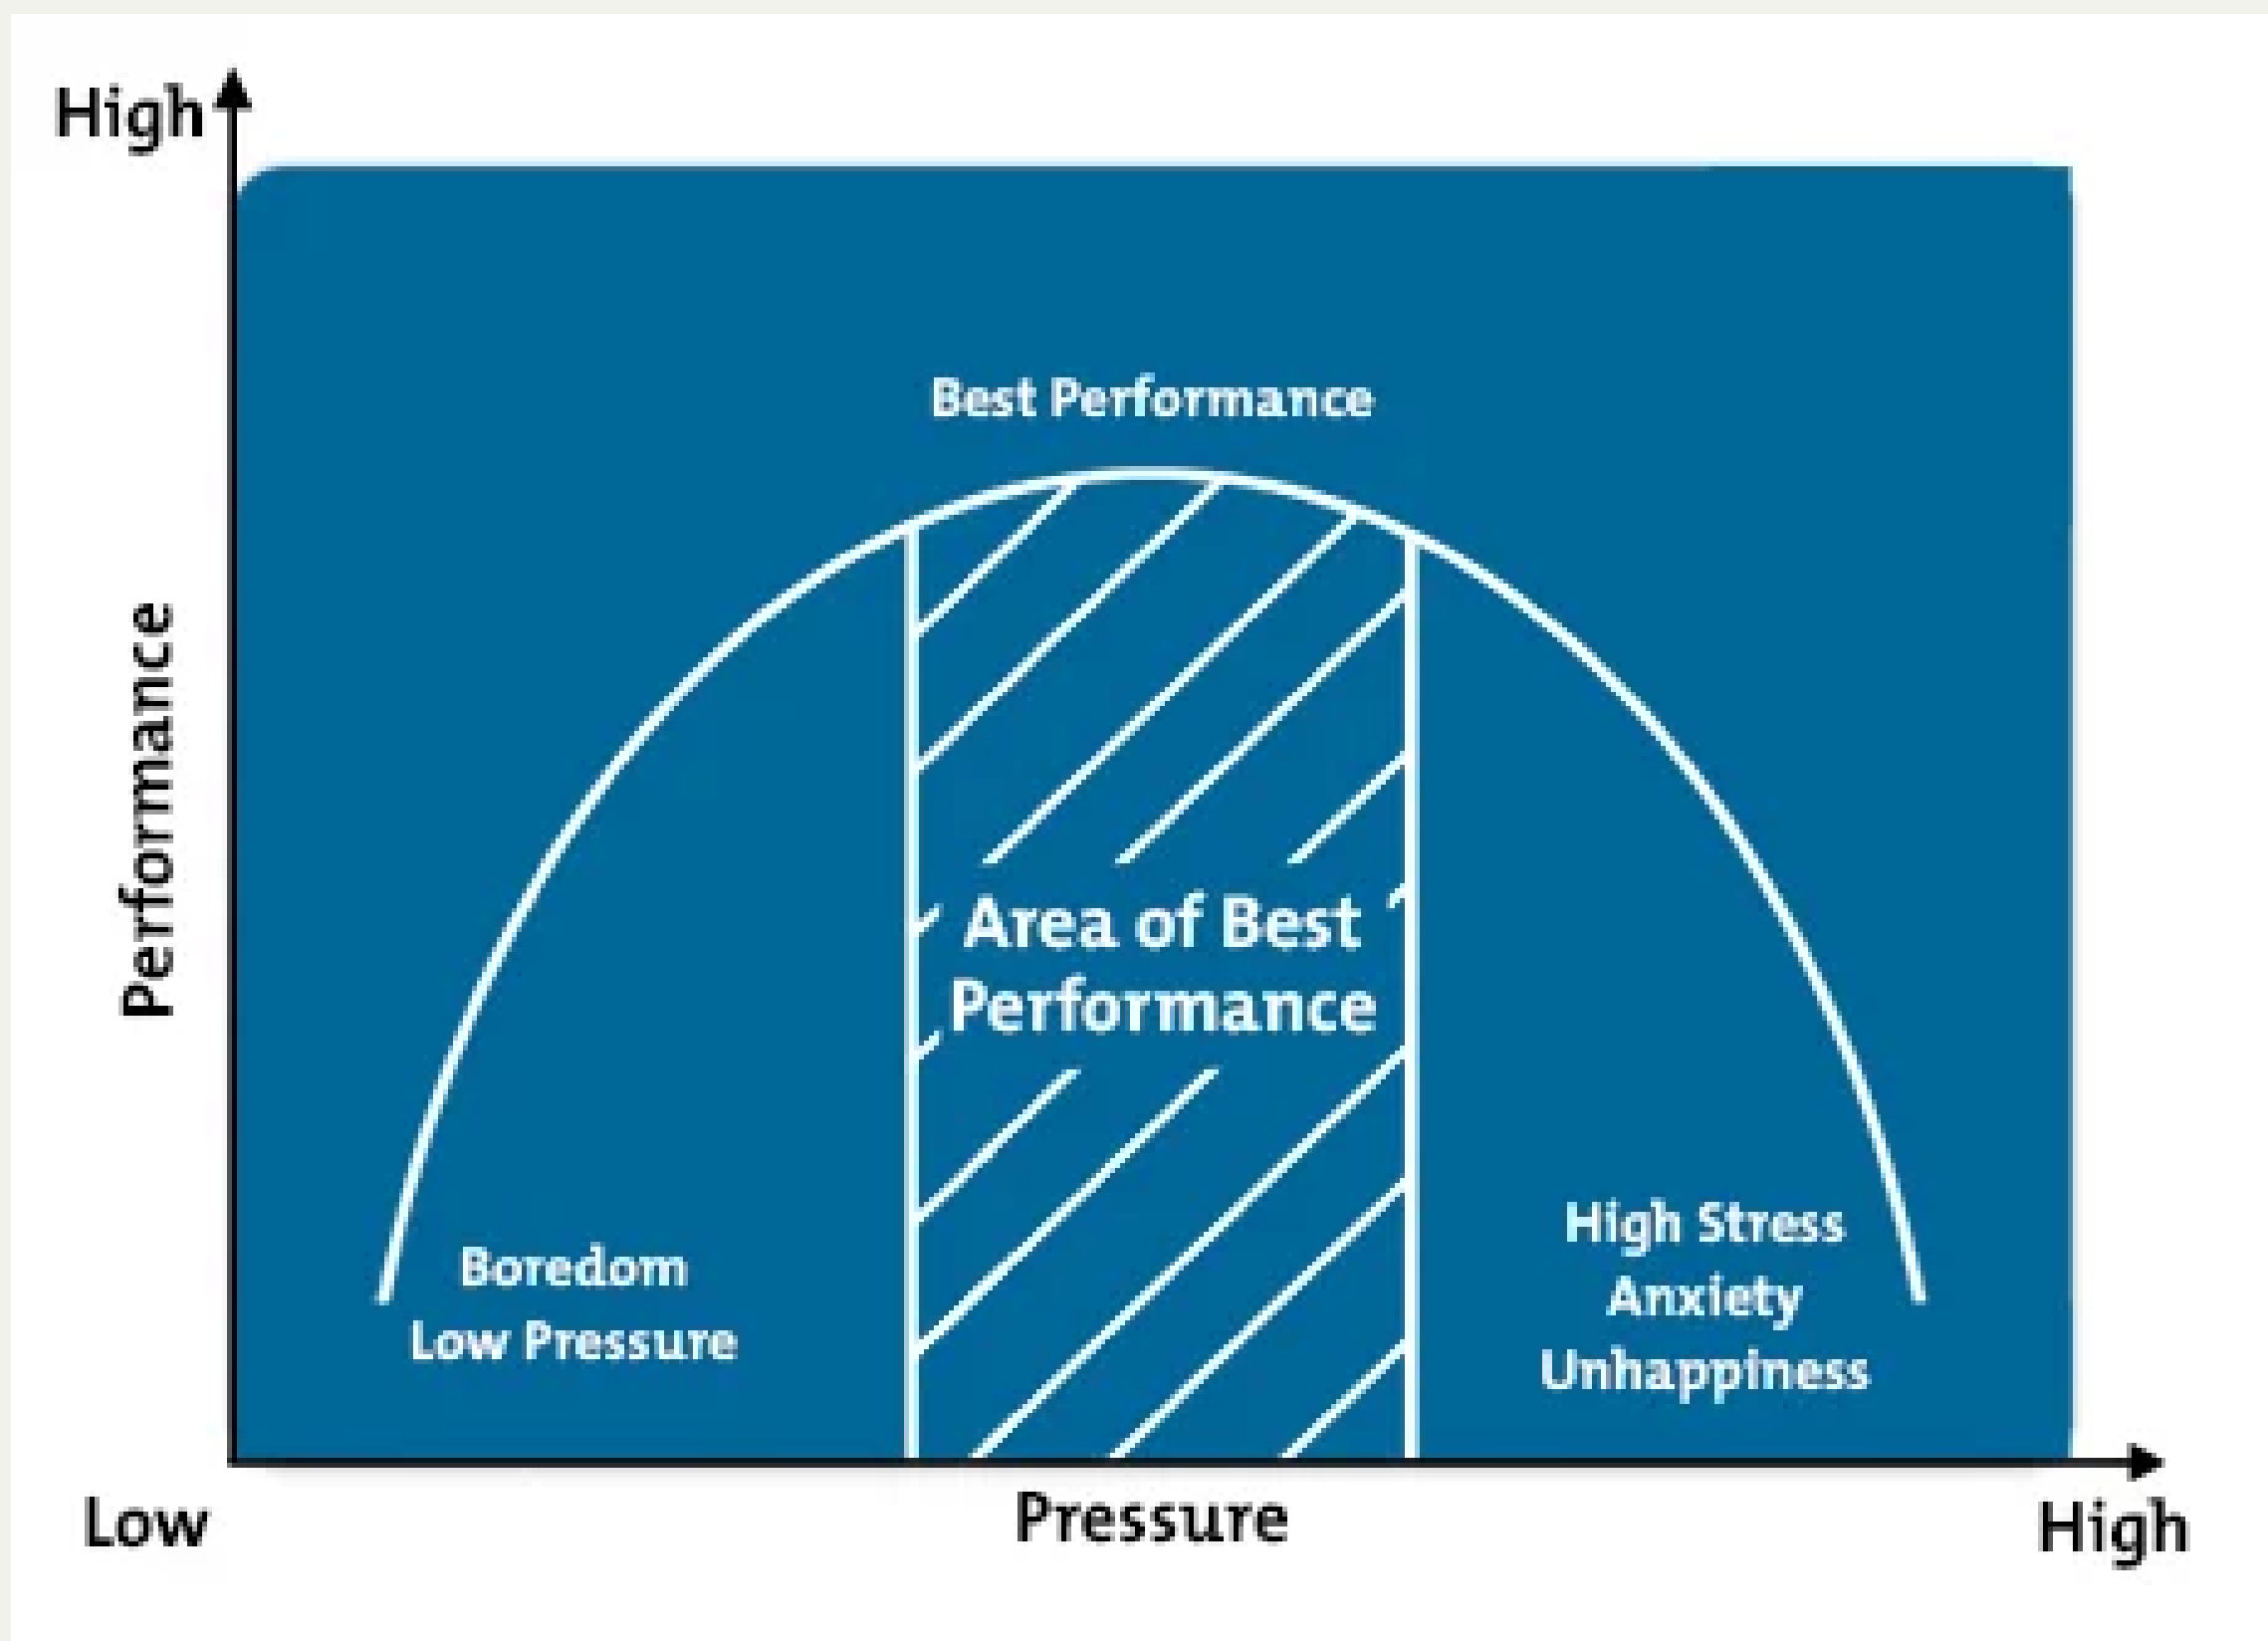 High
Performance
Best Performance
Area of Best
Performance
Boredom
Low Pressure
High Stress
Anxiety
Unhappiness
Low
Pressure
High